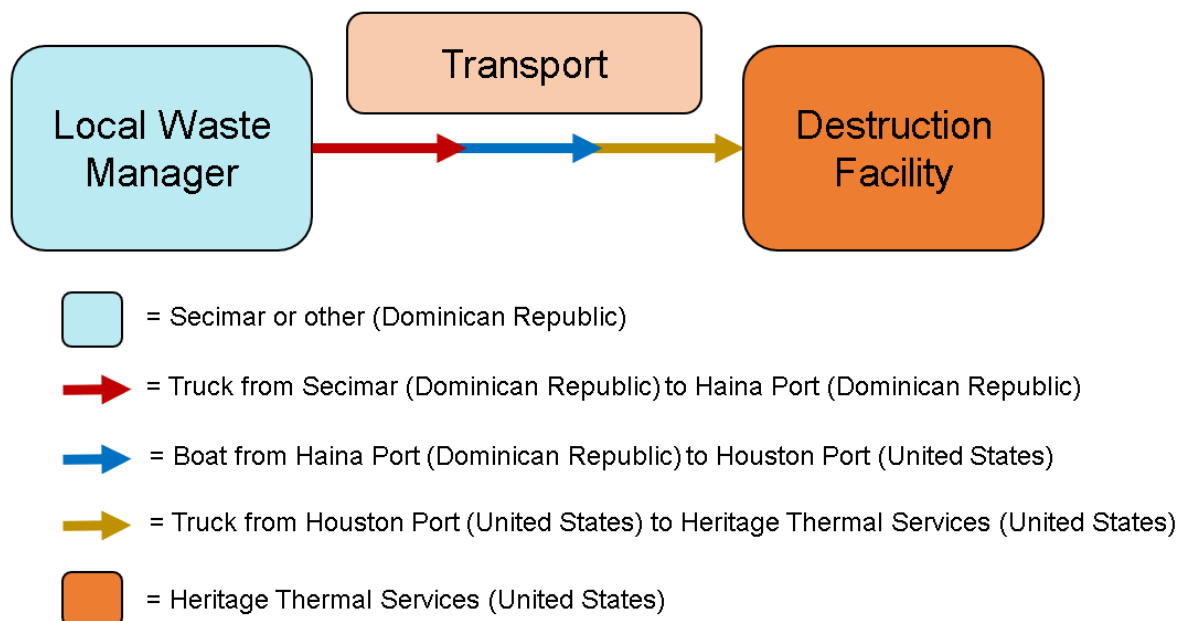 Transport
Local Waste
Manager
Destruction
Facility
= Secimar or other (Dominican Republic)
= Truck from Secimar (Dominican Republic) to Haina Port (Dominican Republic)
= Boat from Haina Port (Dominican Republic) to Houston Port (United States)
= Truck from Houston Port (United States) to Heritage Thermal Services (United States)
= Heritage Thermal Services (United States)